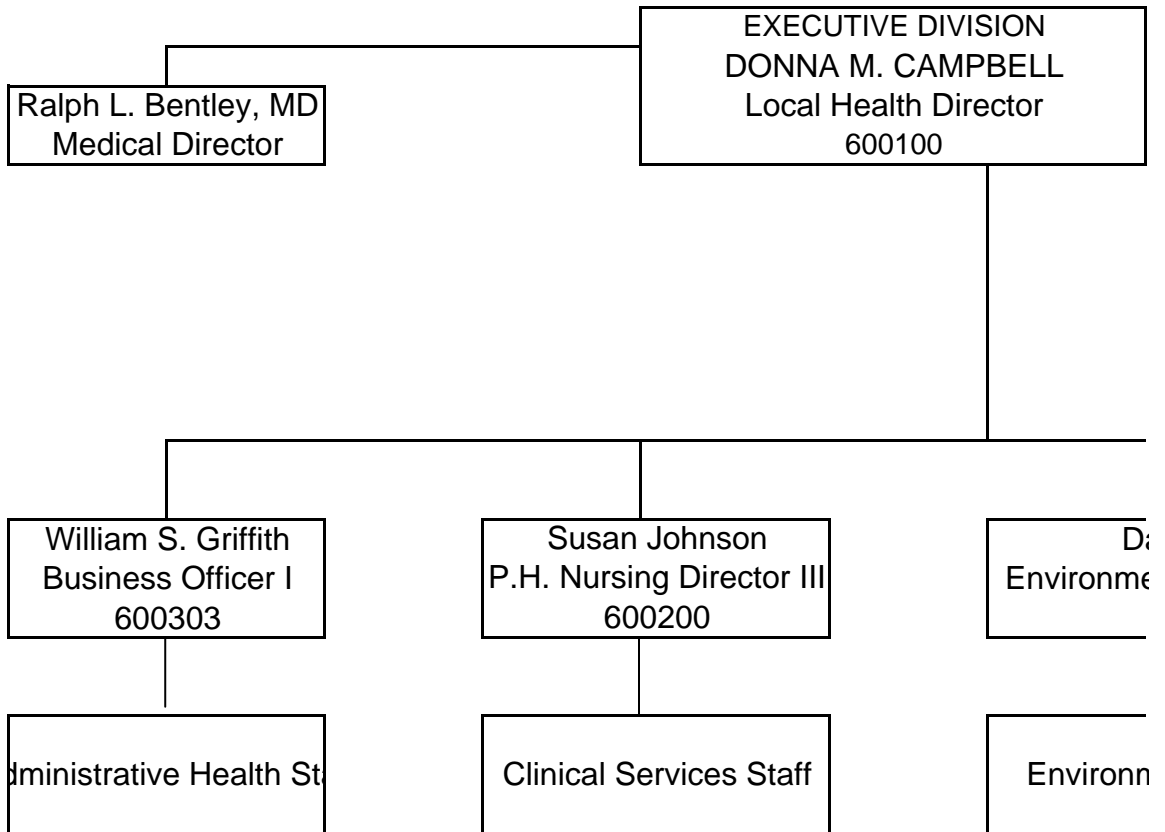 EXECUTIVE DIVISION
DONNA M. CAMPBELL
Local Health Director
600100
Ralph L. Bentley, MD
Medical Director
William S. Griffith
Business Officer I
600303
Susan Johnson
P.H. Nursing Director III
600200
Health
Clinical Services Staff